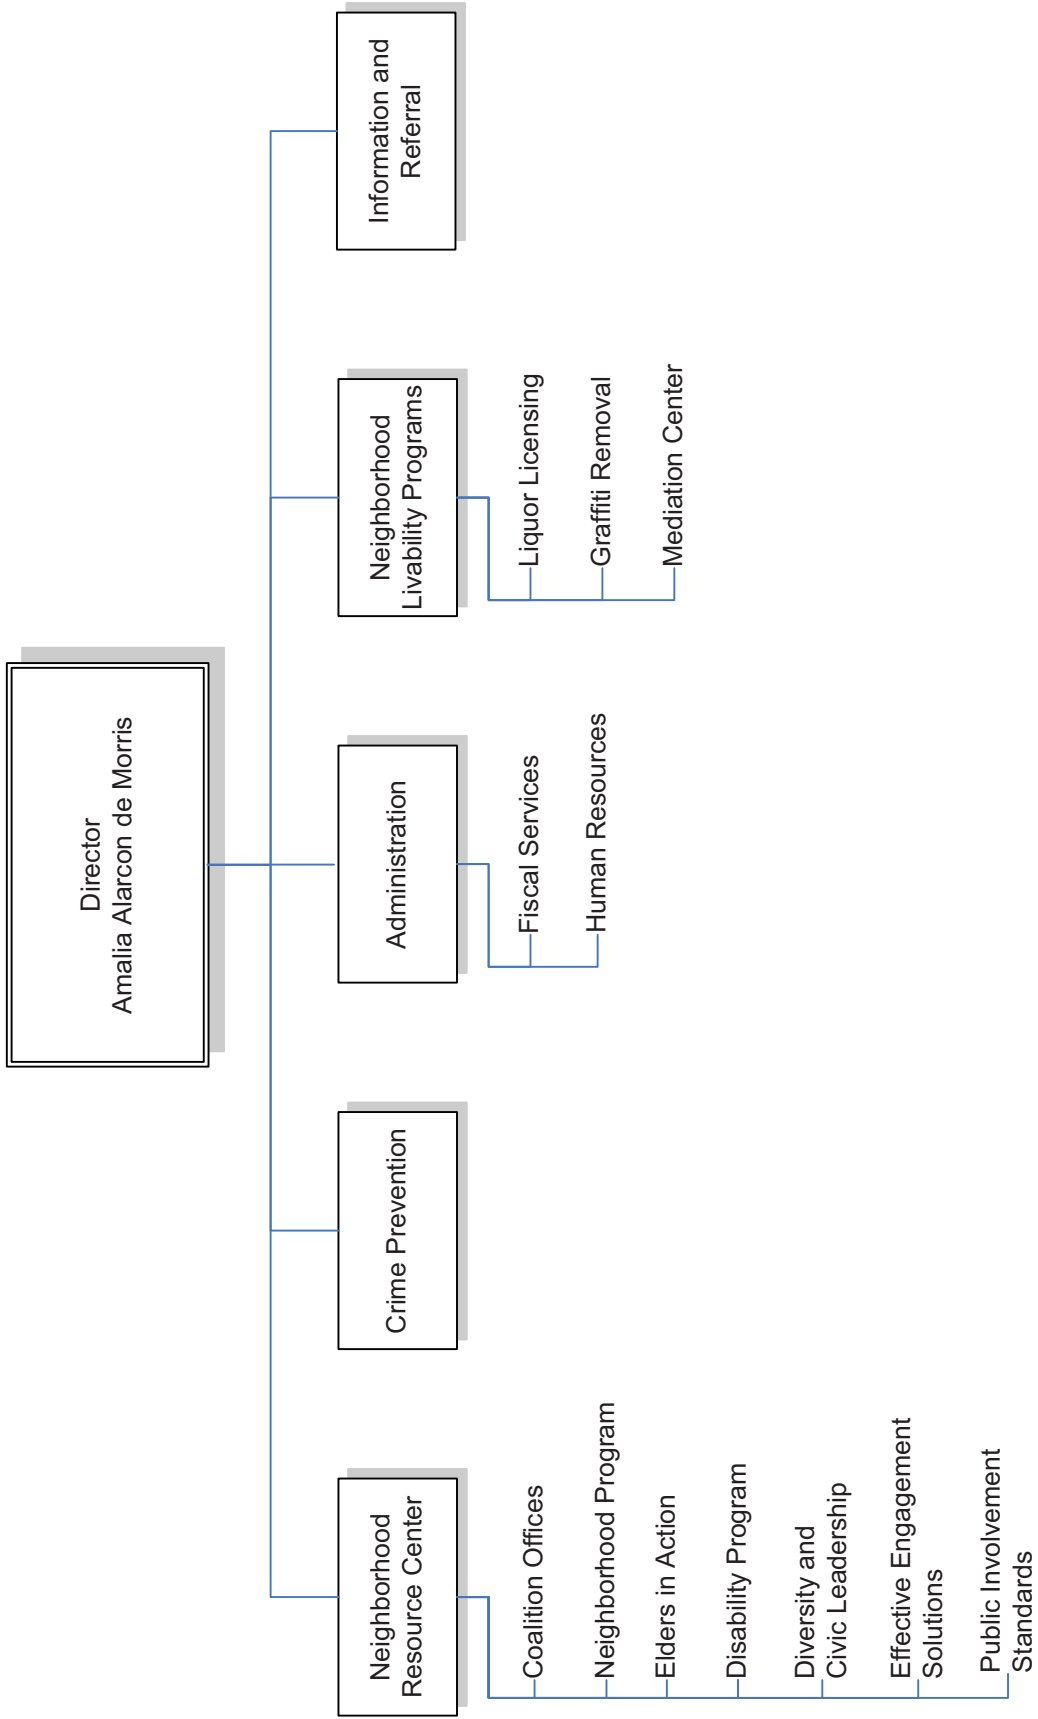 Director
Amalia Alarcon de Morris
Neighborhood
Resource Center
Crime Prevention
Administration
Neighborhood
Livability Programs
Information and
Referral
Coalition Offices
Neighborhood Program
Elders in Action
Disability Program
Diversity and
Civic Leadership
Effective Engagement
Solutions
Public Involvement
Standards
Fiscal Services
Human Resources
Liquor Licensing
Graffiti Removal
Mediation Center